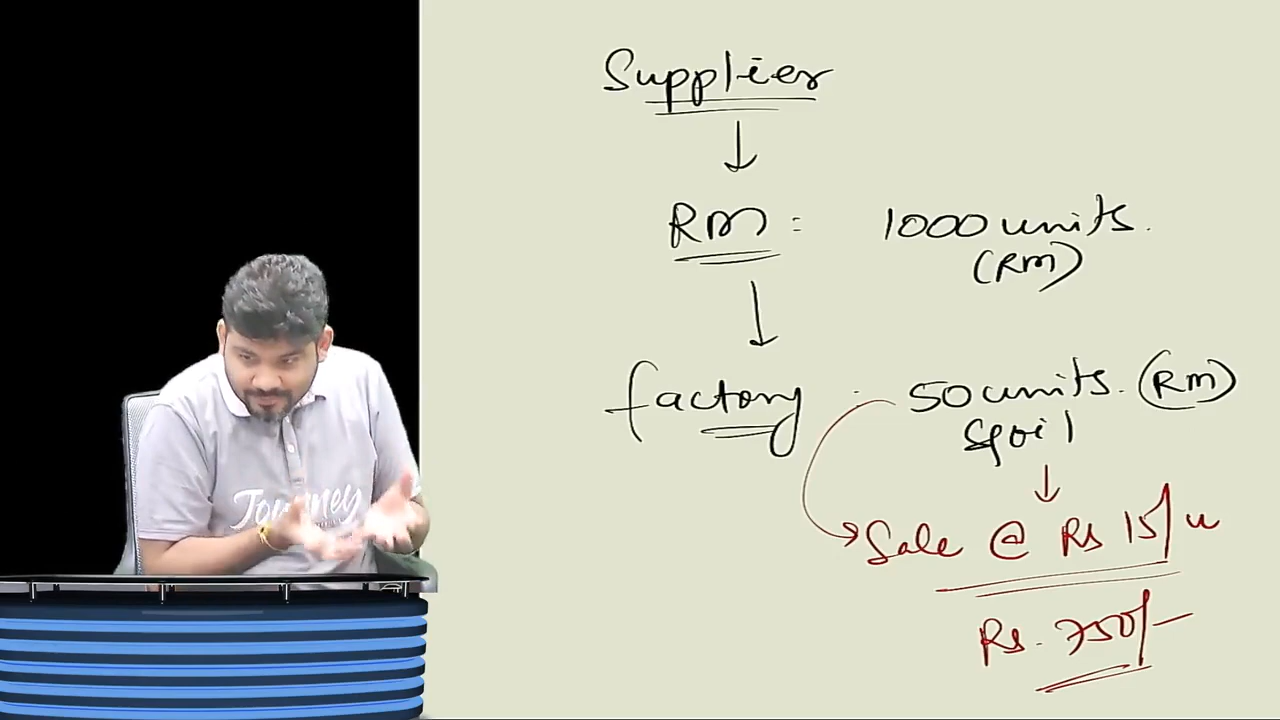 Supplier
↓
RM : 1000 units.
(RM)
↓
factory - 50 units. (RM)
Spoil
↓
Sale @ Rs 15/u
Rs. 750/-
Journey